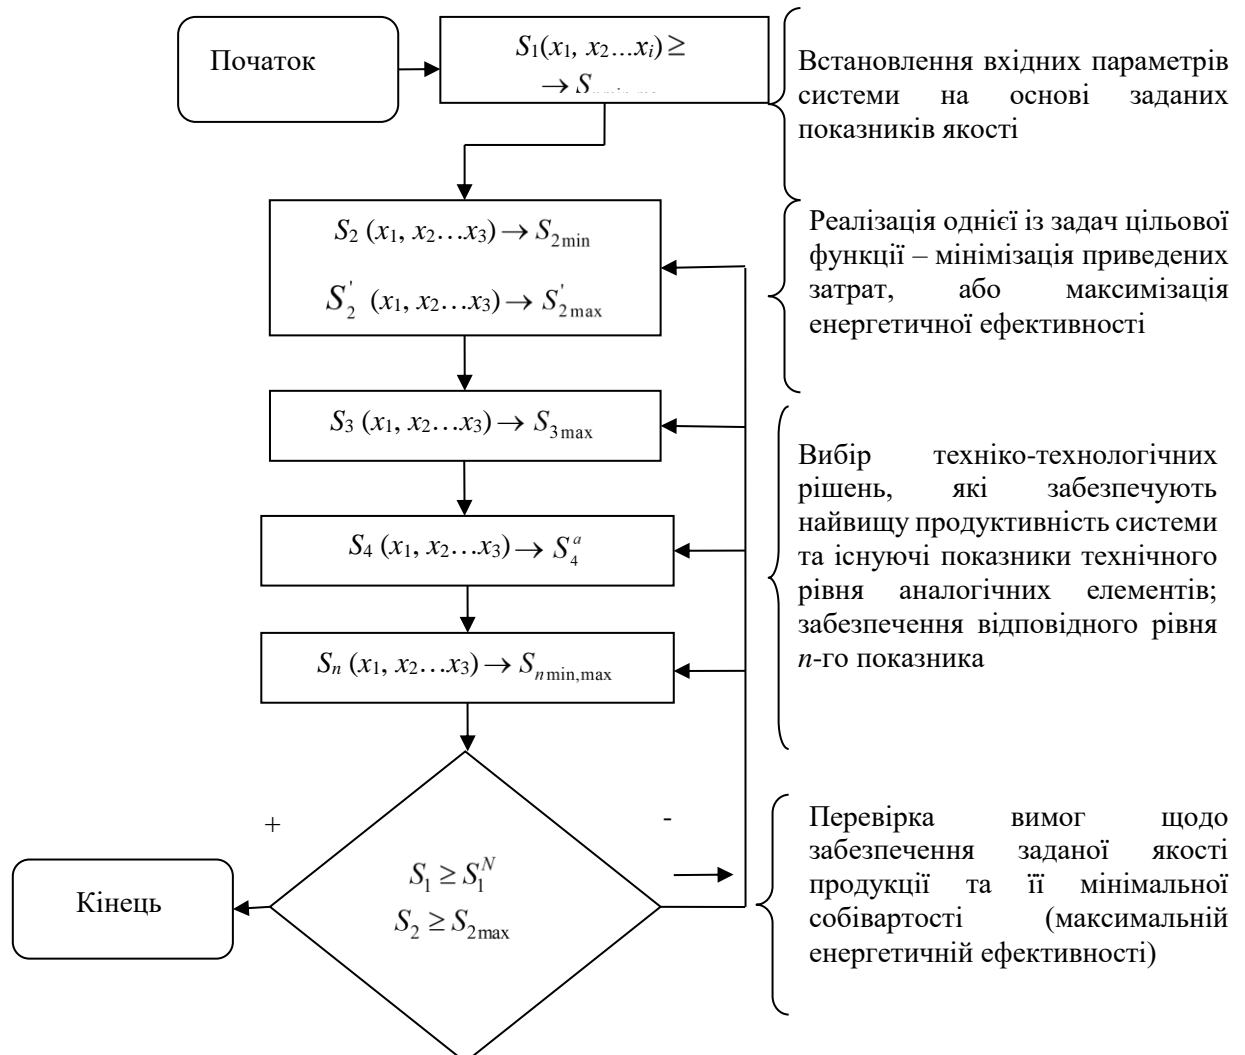 Початок
S₁(x₁, x₂…xᵢ) ≥
→ S
Встановлення вхідних параметрів
системи на основі заданих
показників якості
S₂ (x₁, x₂…x₃) → S₂min
S₂' (x₁, x₂…x₃) → S'₂max
Реалізація однієї із задач цільової
функції – мінімізація приведених
затрат, або максимізація
енергетичної ефективності
S₃ (x₁, x₂…x₃) → S₃max
S₄ (x₁, x₂…x₃) → S₄ᵃ
Sₙ (x₁, x₂…x₃) → Sₙmin,max
Вибір техніко-технологічних
рішень, які забезпечують
найвищу продуктивність системи
та існуючі показники технічного
рівня аналогічних елементів;
забезпечення відповідного рівня
n-го показника
+
-
S₁ ≥ S₁ᴺ
S₂ ≥ S₂max
Кінець
Перевірка вимог щодо
забезпечення заданої якості
продукції та її мінімальної
собівартості (максимальній
енергетичній ефективності)